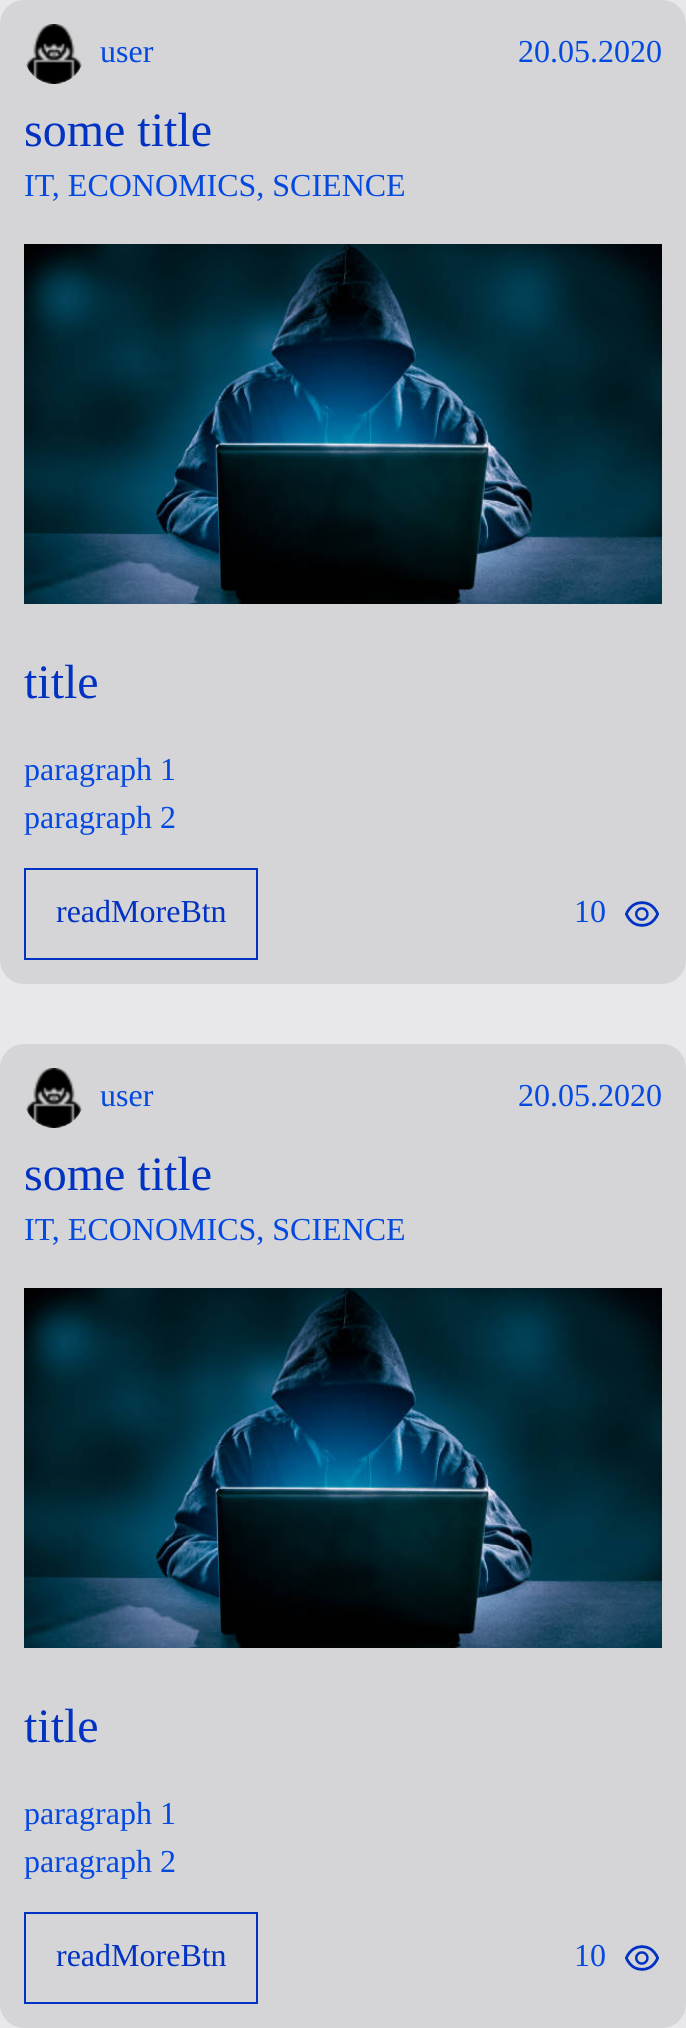 user 20.05.2020
some title
IT, ECONOMICS, SCIENCE
title
paragraph 1
paragraph 2
readMoreBtn 10
user 20.05.2020
some title
IT, ECONOMICS, SCIENCE
title
paragraph 1
paragraph 2
readMoreBtn 10